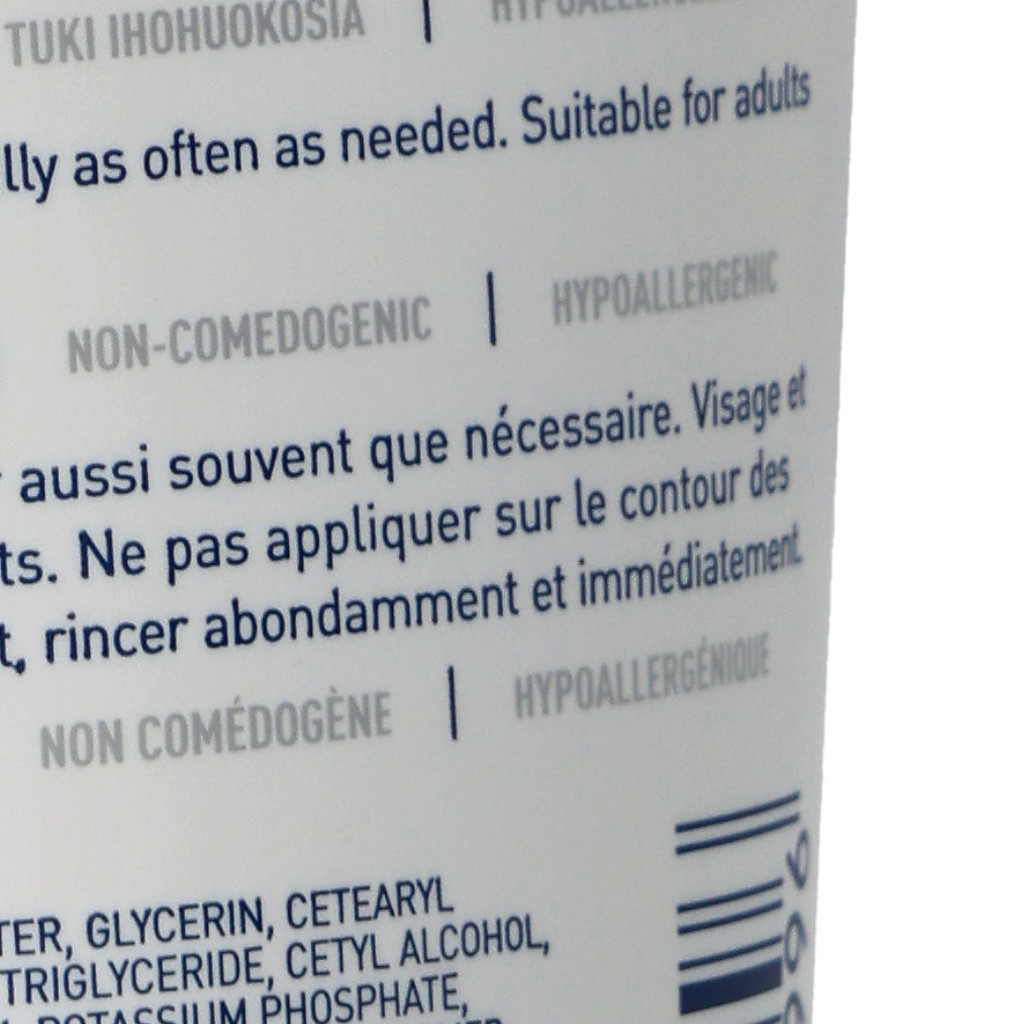 TUKI IHOHUOKOSIA |
lly as often as needed. Suitable for adults
NON-COMEDOGENIC | HYPOALLERGENIC
aussi souvent que nécessaire. Visage et
ts. Ne pas appliquer sur le contour des
t, rincer abondamment et immédiatement.
NON COMÉDOGÈNE | HYPOALLERGÉNIQUE
TER, GLYCERIN, CETEARYL
TRIGLYCERIDE, CETYL ALCOHOL,
POTASSIUM PHOSPHATE,